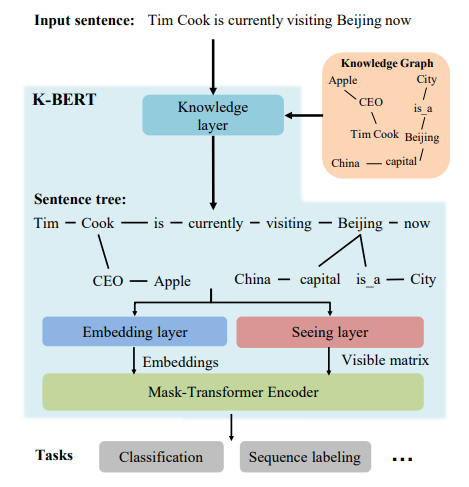 Input sentence: Tim Cook is currently visiting Beijing now
Knowledge Graph
Apple City
CEO is_a
Tim Cook Beijing
China — capital
K-BERT
Knowledge
layer
Sentence tree:
Tim — Cook — is — currently — visiting — Beijing — now
CEO — Apple China — capital is_a — City
Embedding layer Seeing layer
Embeddings Visible matrix
Mask-Transformer Encoder
Tasks Classification Sequence labeling ...